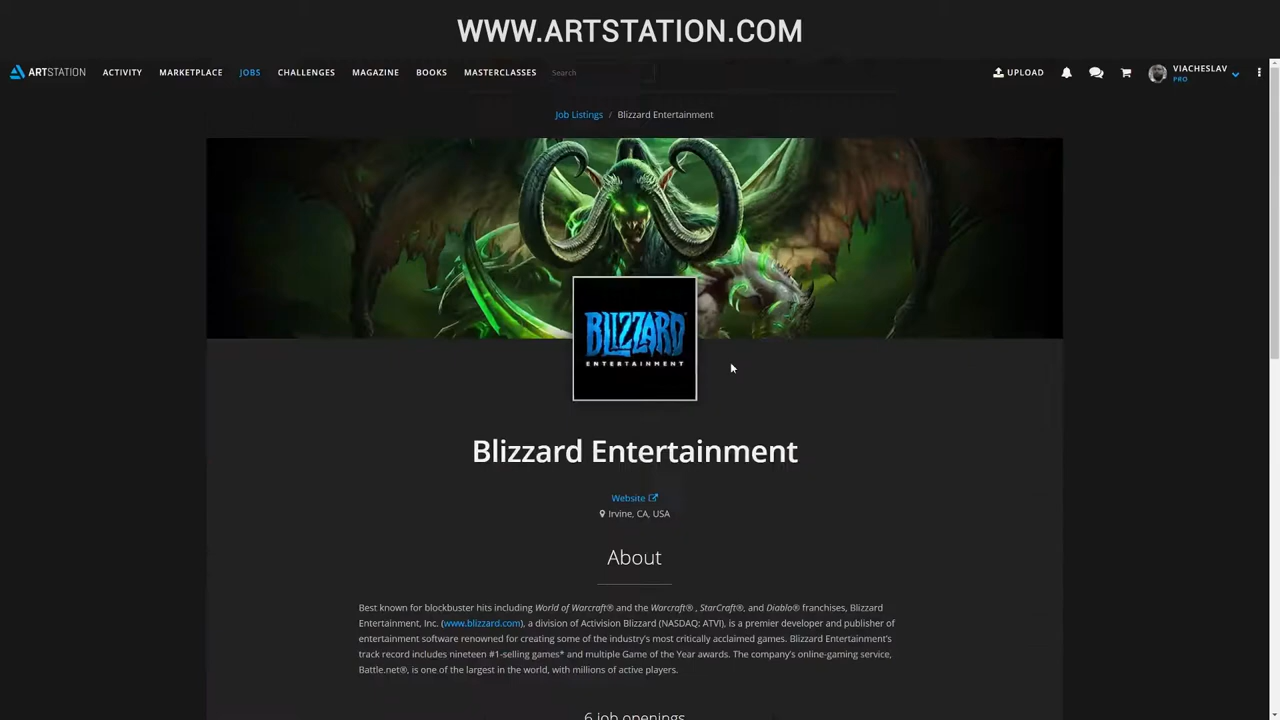 WWW.ARTSTATION.COM
ARTSTATION ACTIVITY MARKETPLACE JOBS CHALLENGES MAGAZINE BOOKS MASTERCLASSES Search UPLOAD VIACHESLAV
PRO
Job Listings / Blizzard Entertainment
BLIZZARD
ENTERTAINMENT
Blizzard Entertainment
Website
Irvine, CA, USA
About
Best known for blockbuster hits including World of Warcraft® and the Warcraft® , StarCraft®, and Diablo® franchises, Blizzard
Entertainment, Inc. (www.blizzard.com), a division of Activision Blizzard (NASDAQ: ATVI), is a premier developer and publisher of
entertainment software renowned for creating some of the industry's most critically acclaimed games. Blizzard Entertainment's
track record includes nineteen #1-selling games* and multiple Game of the Year awards. The company's online-gaming service,
Battle.net®, is one of the largest in the world, with millions of active players.
6 job openings